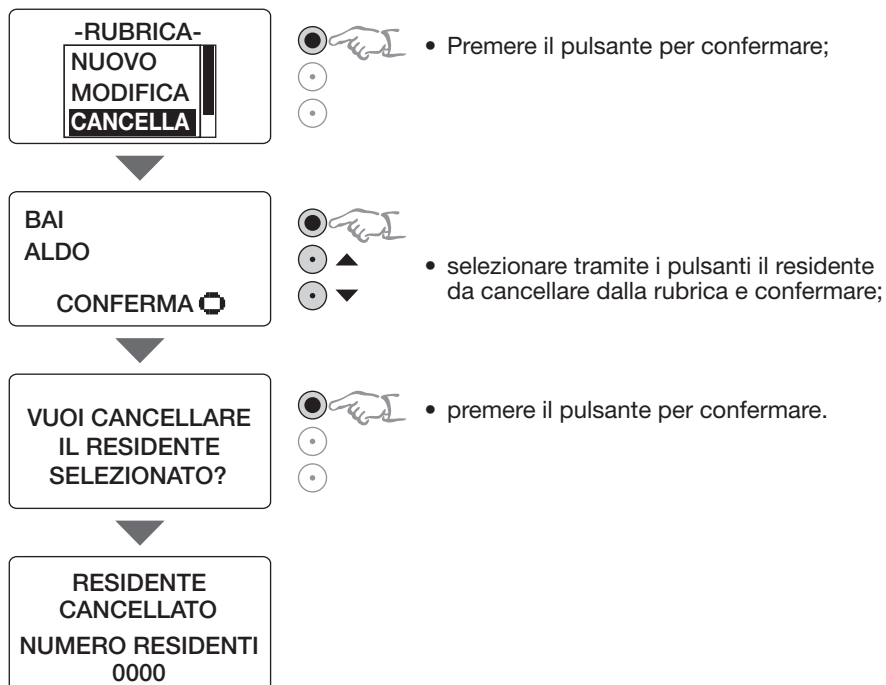 -RUBRICA-
NUOVO
MODIFICA
CANCELLA
• Premere il pulsante per confermare;
BAI
ALDO
CONFERMA
• selezionare tramite i pulsanti il residente
da cancellare dalla rubrica e confermare;
VUOI CANCELLARE
IL RESIDENTE
SELEZIONATO?
• premere il pulsante per confermare.
RESIDENTE
CANCELLATO
NUMERO RESIDENTI
0000